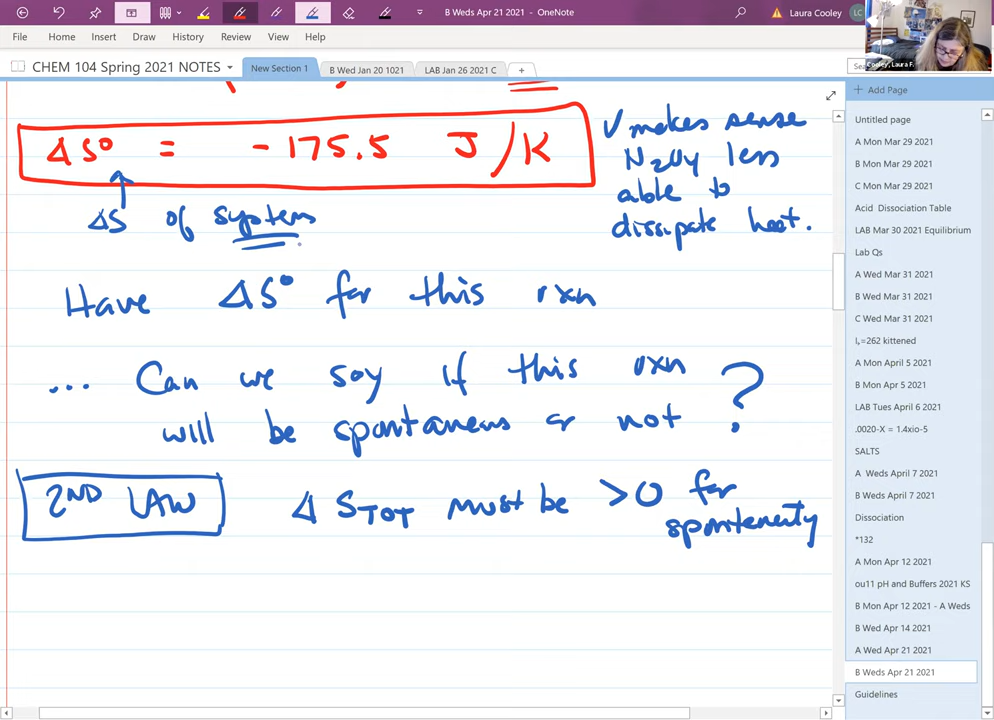 B Weds Apr 21 2021 - OneNote
Laura Cooley
LC
File Home Insert Draw History Review View Help
Cooley, Laura F.
CHEM 104 Spring 2021 NOTES
New Section 1
B Wed Jan 20 1021
LAB Jan 26 2021 C
Add Page
Untitled page
A Mon Mar 29 2021
B Mon Mar 29 2021
C Mon Mar 29 2021
Acid Dissociation Table
LAB Mar 30 2021 Equilibrium
Lab Qs
A Wed Mar 31 2021
B Wed Mar 31 2021
C Wed Mar 31 2021
I,=262 kittened
A Mon April 5 2021
B Mon Apr 5 2021
LAB Tues April 6 2021
.0020-X = 1.4xio-5
SALTS
A Weds April 7 2021
B Weds April 7 2021
Dissociation
*132
A Mon Apr 12 2021
ou11 pH and Buffers 2021 KS
B Mon Apr 12 2021 - A Weds
B Wed Apr 14 2021
A Wed Apr 21 2021
B Weds Apr 21 2021
Guidelines
ΔS° = -175.5 J/K
√ makes sense
N2O4 less
able to
dissipate heat.
ΔS of system
Have ΔS° for this rxn
... Can we say if this rxn
will be spontaneous or not ?
2ND LAW
Δ STOT must be >0 for
spontaneity